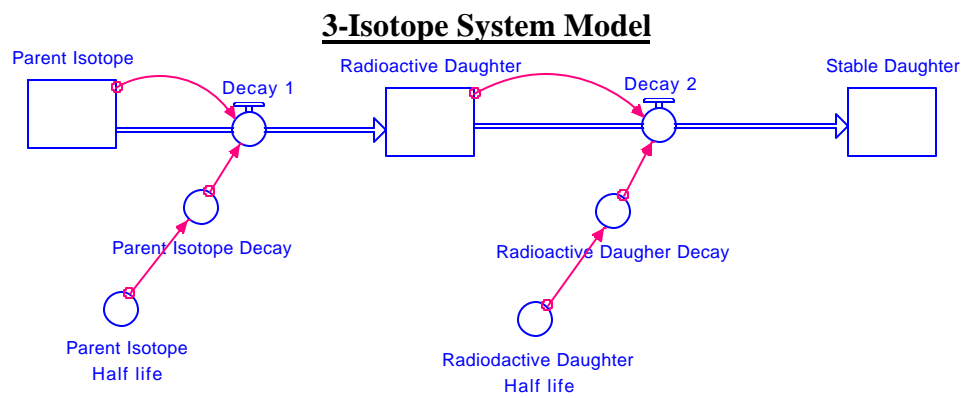 3-Isotope System Model
Parent Isotope
Decay 1
Radioactive Daughter
Decay 2
Stable Daughter
Parent Isotope Decay
Radioactive Daugher Decay
Parent Isotope
Half life
Radiodactive Daughter
Half life